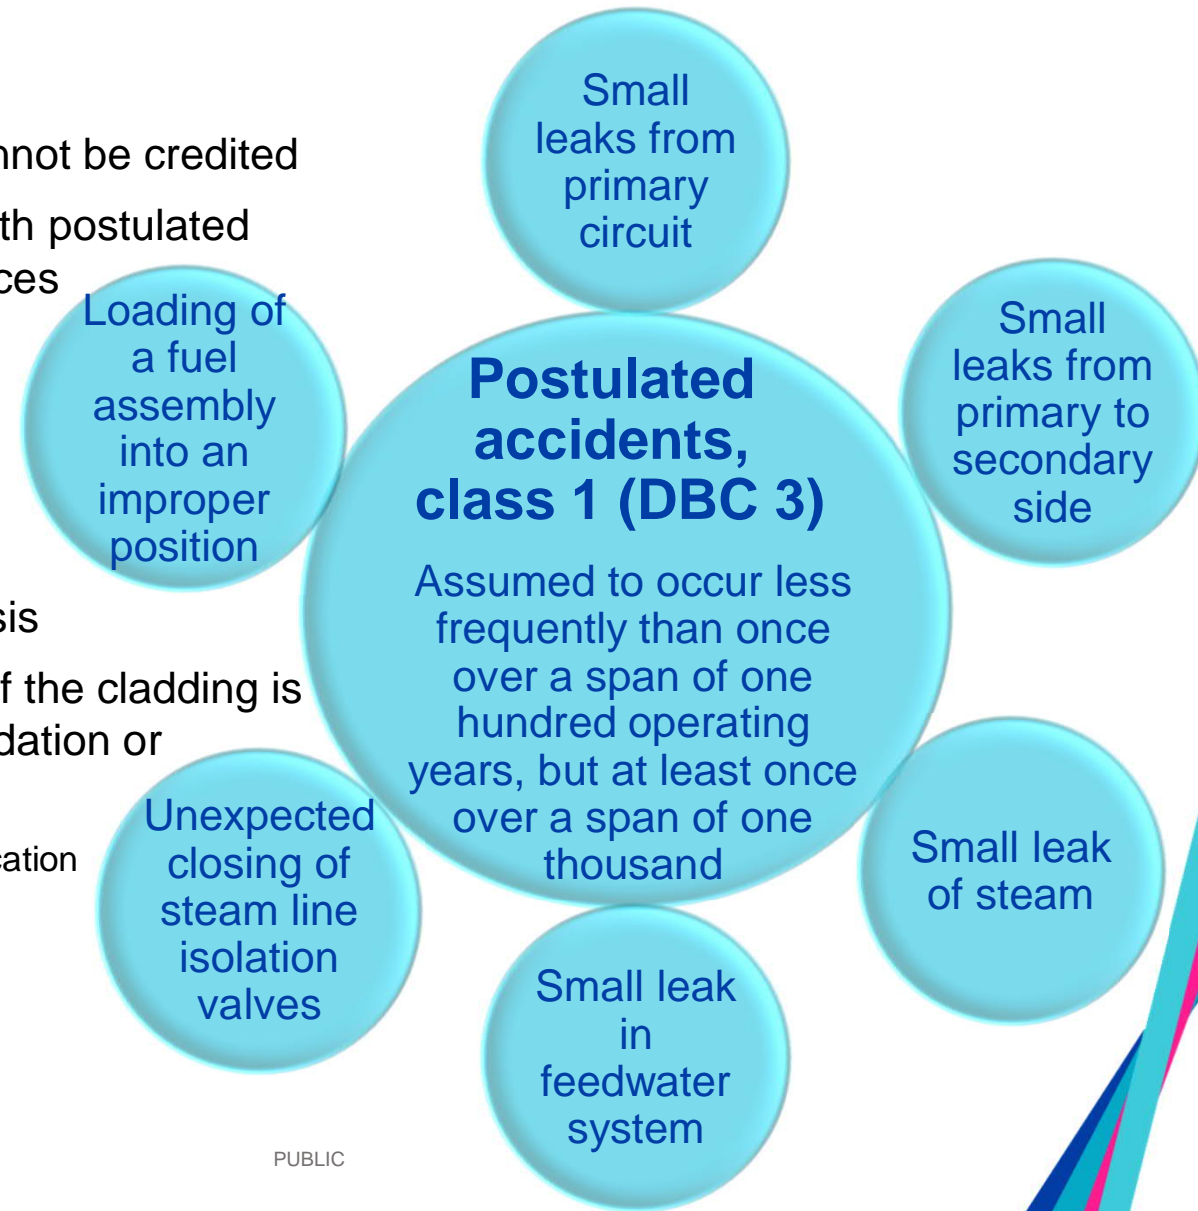 nnot be credited
th postulated
ces
sis
f the cladding is
dation or
cation
Small
leaks from
primary
circuit
Small
leaks from
primary to
secondary
side
Small leak
of steam
Small leak
in
feedwater
system
Unexpected
closing of
steam line
isolation
valves
Loading of
a fuel
assembly
into an
improper
position
Postulated
accidents,
class 1 (DBC 3)
Assumed to occur less
frequently than once
over a span of one
hundred operating
years, but at least once
over a span of one
thousand
PUBLIC